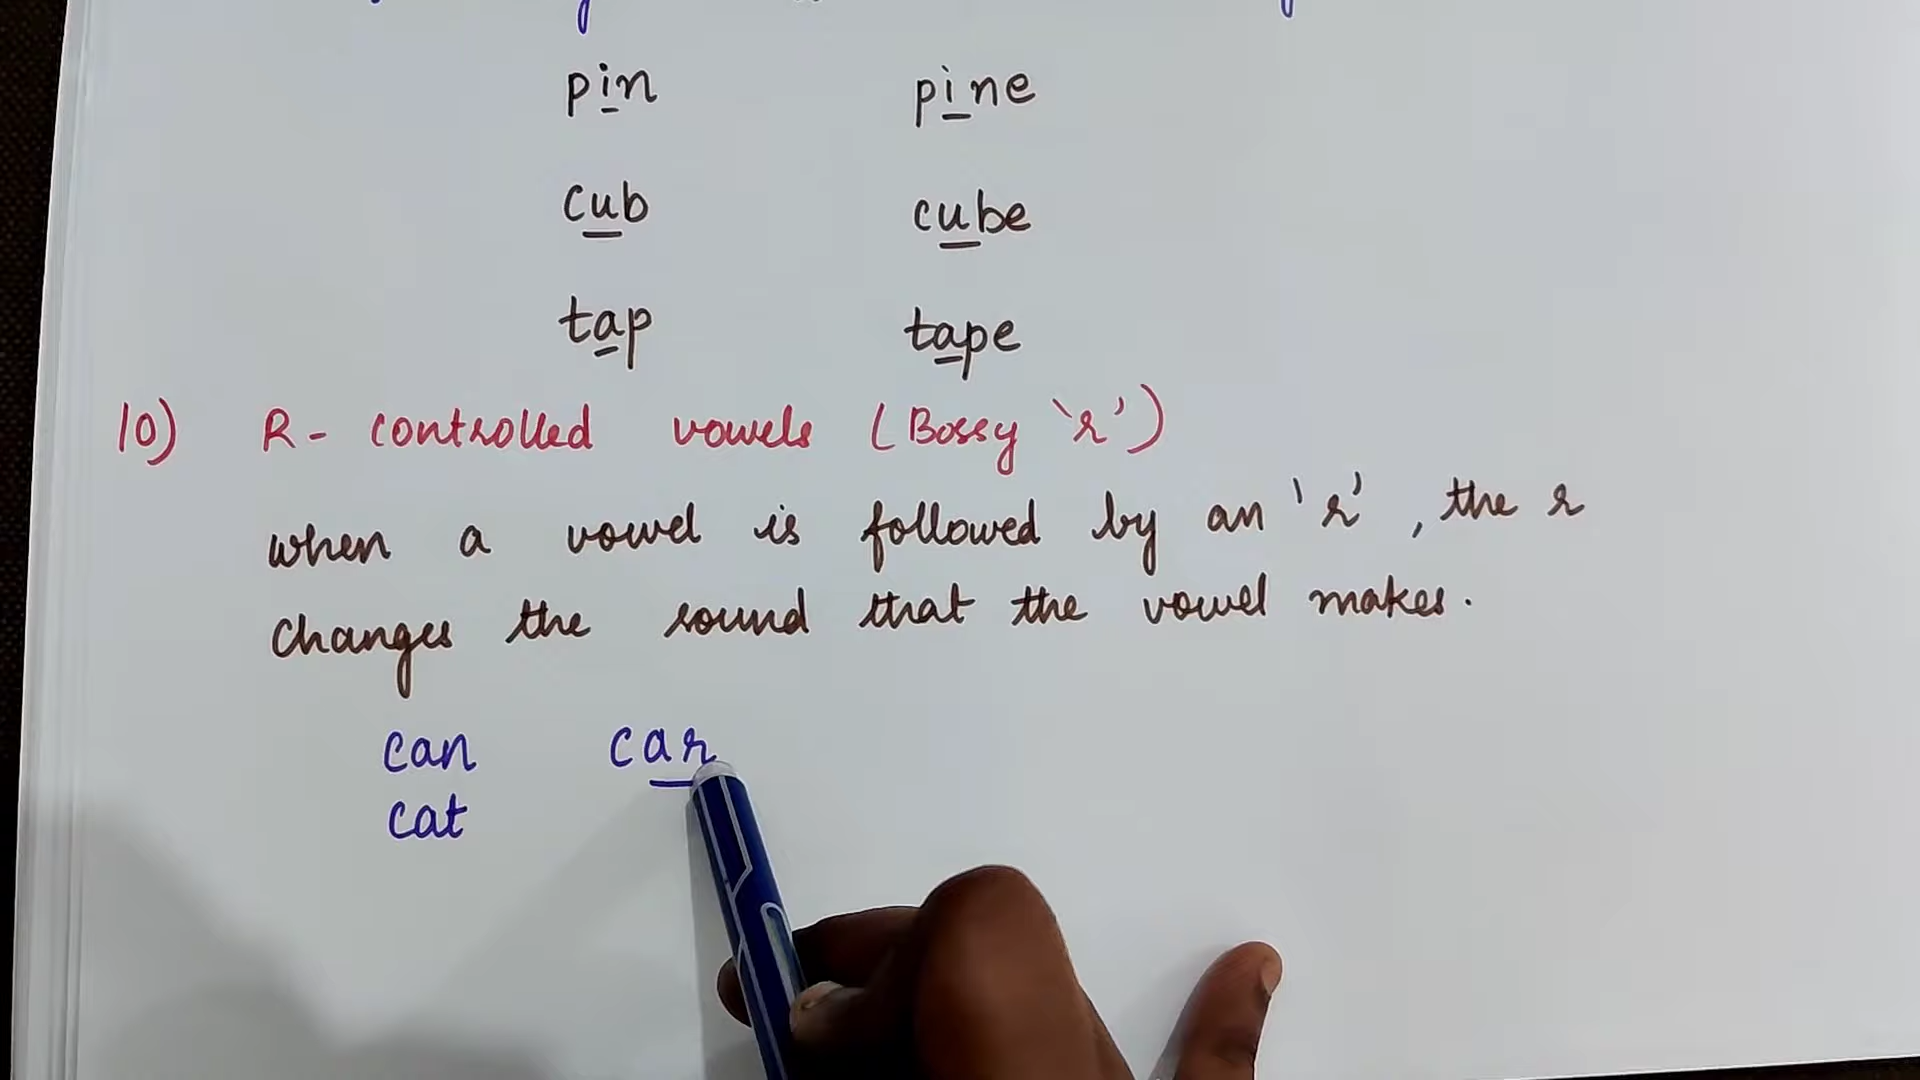 pin pine
cub cube
tap tape
10) R- controlled vowels (Bossy 'r')
when a vowel is followed by an 'r', the r
changes the sound that the vowel makes.
can car
cat